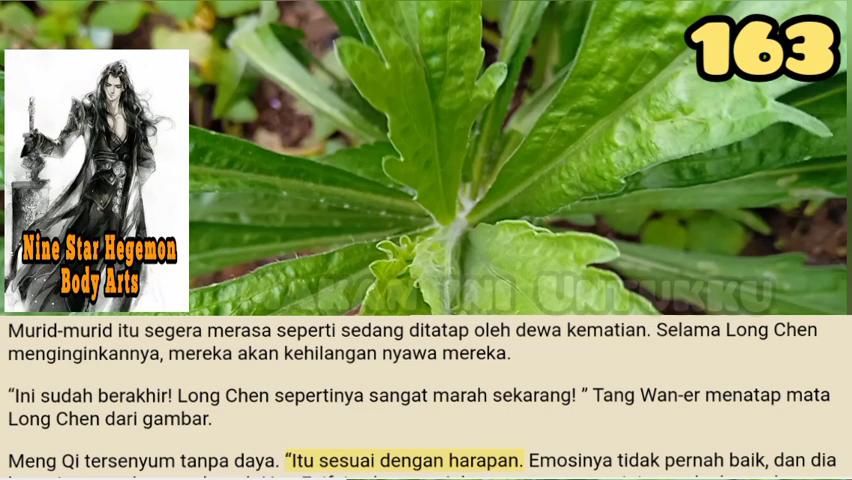 163
Nine Star Hegemon
Body Arts
Murid-murid itu segera merasa seperti sedang ditatap oleh dewa kematian. Selama Long Chen
menginginkannya, mereka akan kehilangan nyawa mereka.
“Ini sudah berakhir! Long Chen sepertinya sangat marah sekarang! ” Tang Wan-er menatap mata
Long Chen dari gambar.
Meng Qi tersenyum tanpa daya. “Itu sesuai dengan harapan. Emosinya tidak pernah baik, dan dia